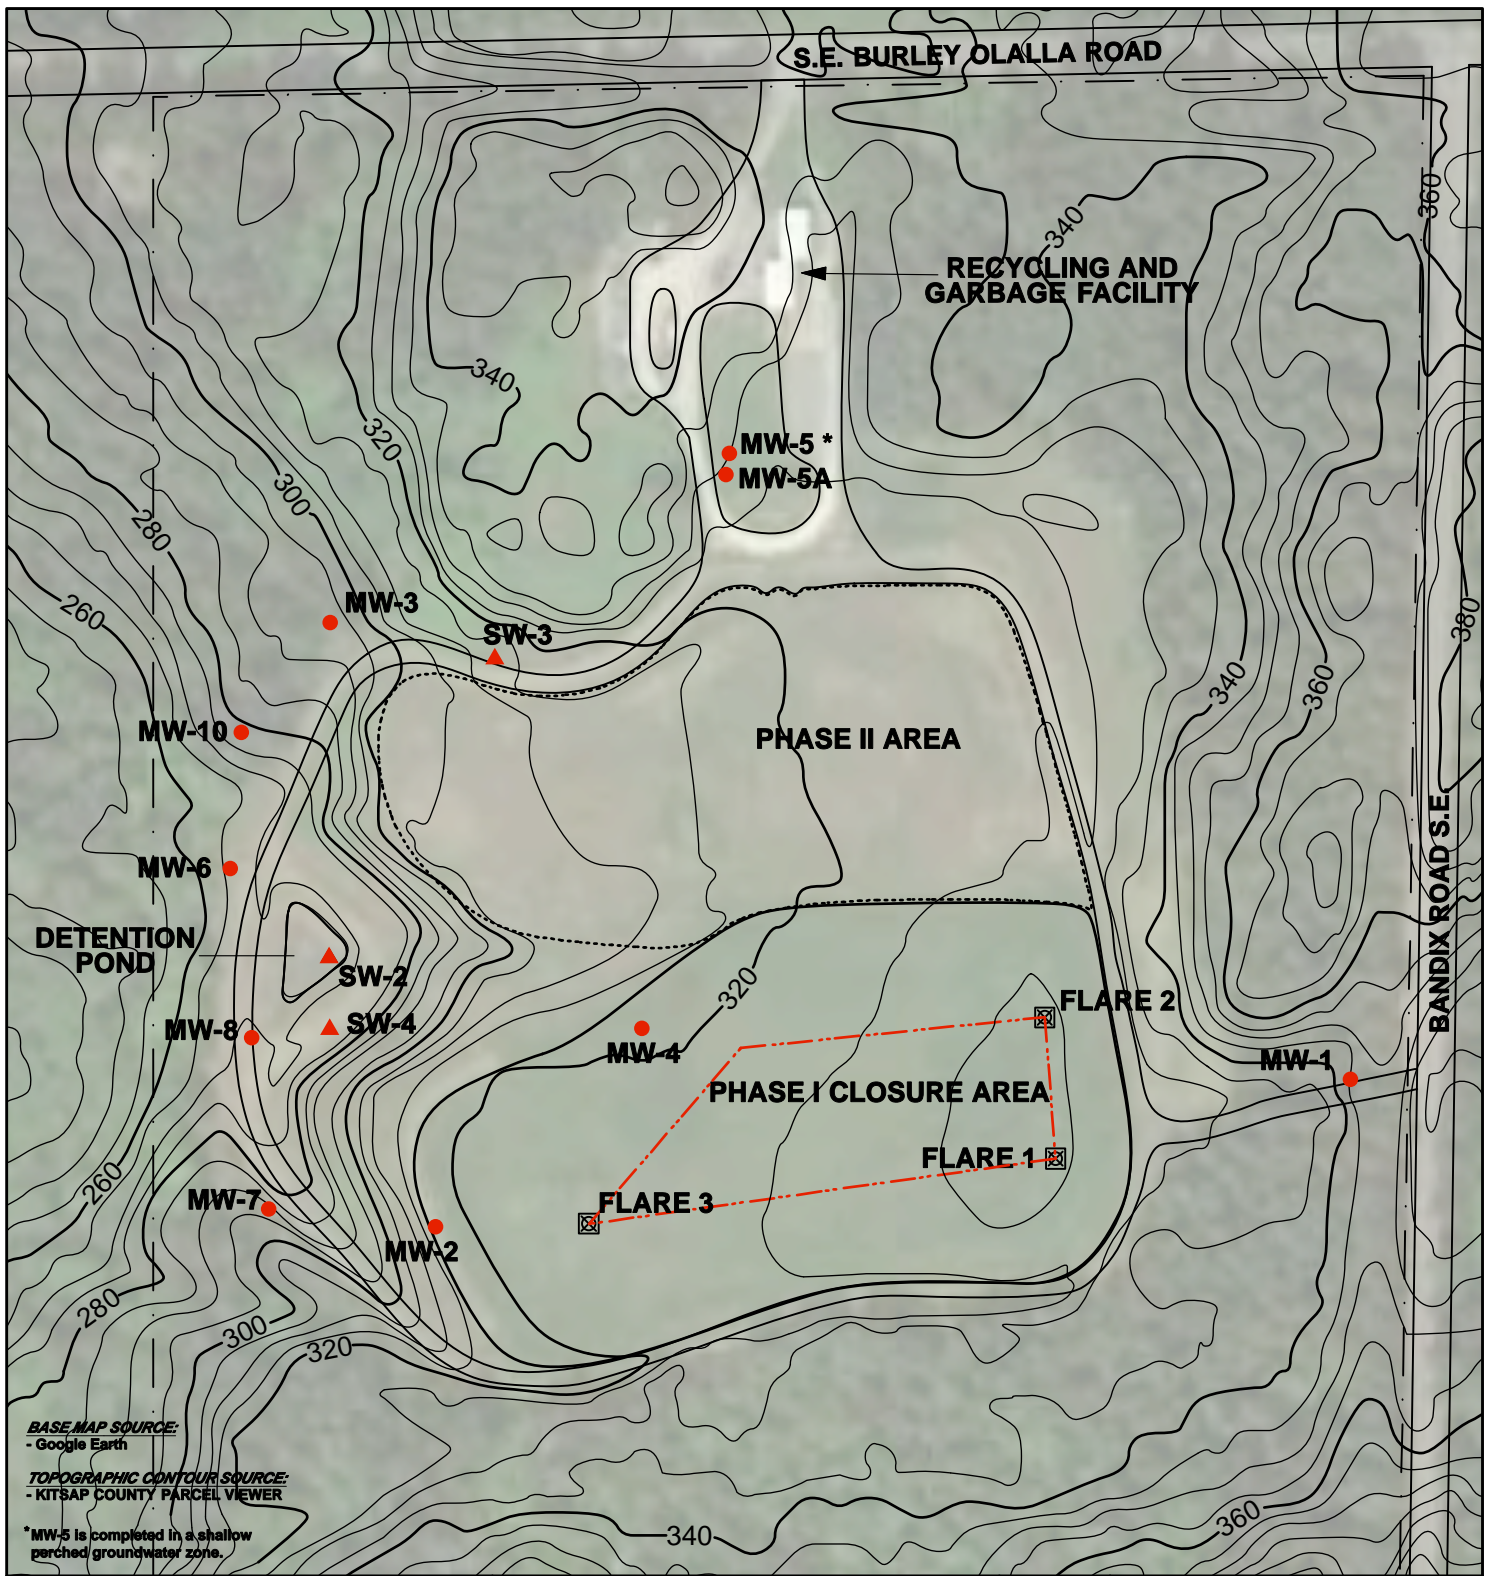 S.E. BURLEY OLALLA ROAD
360
340
RECYCLING AND
GARBAGE FACILITY
340
320
MW-5 *
MW-5A
300
280
260
MW-3
SW-3
380
340
360
MW-10
PHASE II AREA
MW-6
BANDIX ROAD S.E.
DETENTION
POND
SW-2
320
FLARE 2
MW-8
SW-4
MW-4
MW-1
PHASE I CLOSURE AREA
FLARE 1
260
MW-7
FLARE 3
MW-2
280
300
320
BASE MAP SOURCE:
- Google Earth
TOPOGRAPHIC CONTOUR SOURCE:
- KITSAP COUNTY PARCEL VIEWER
360
340
*MW-5 is completed in a shallow
perched groundwater zone.